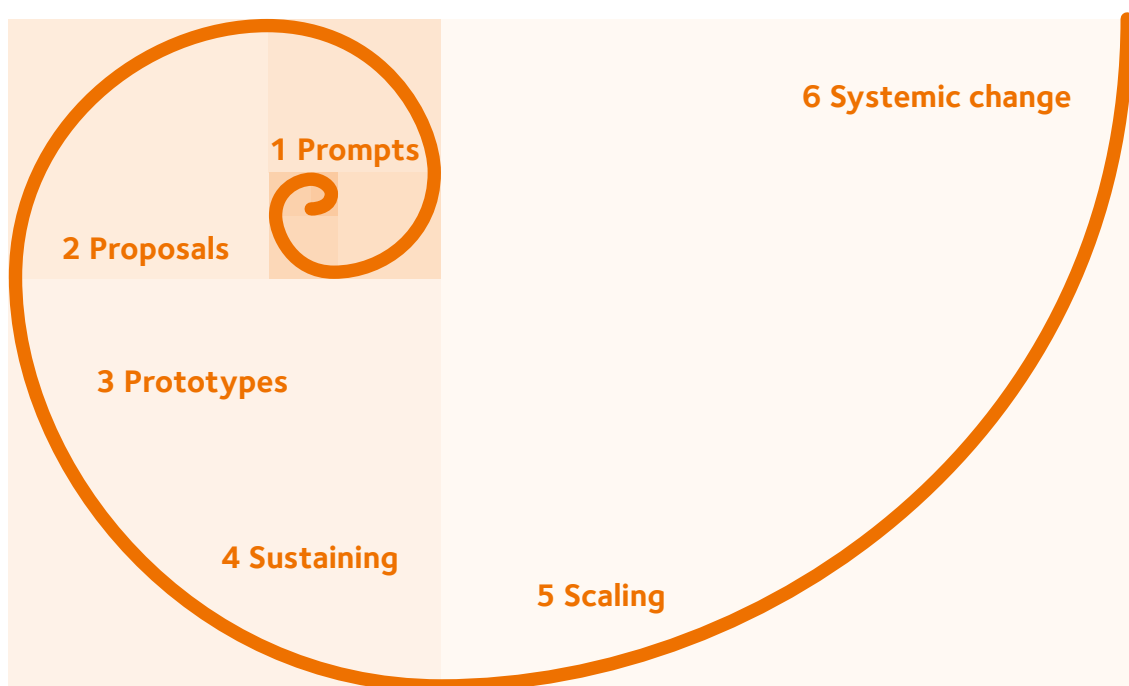 1 Prompts
2 Proposals
3 Prototypes
4 Sustaining
5 Scaling
6 Systemic change